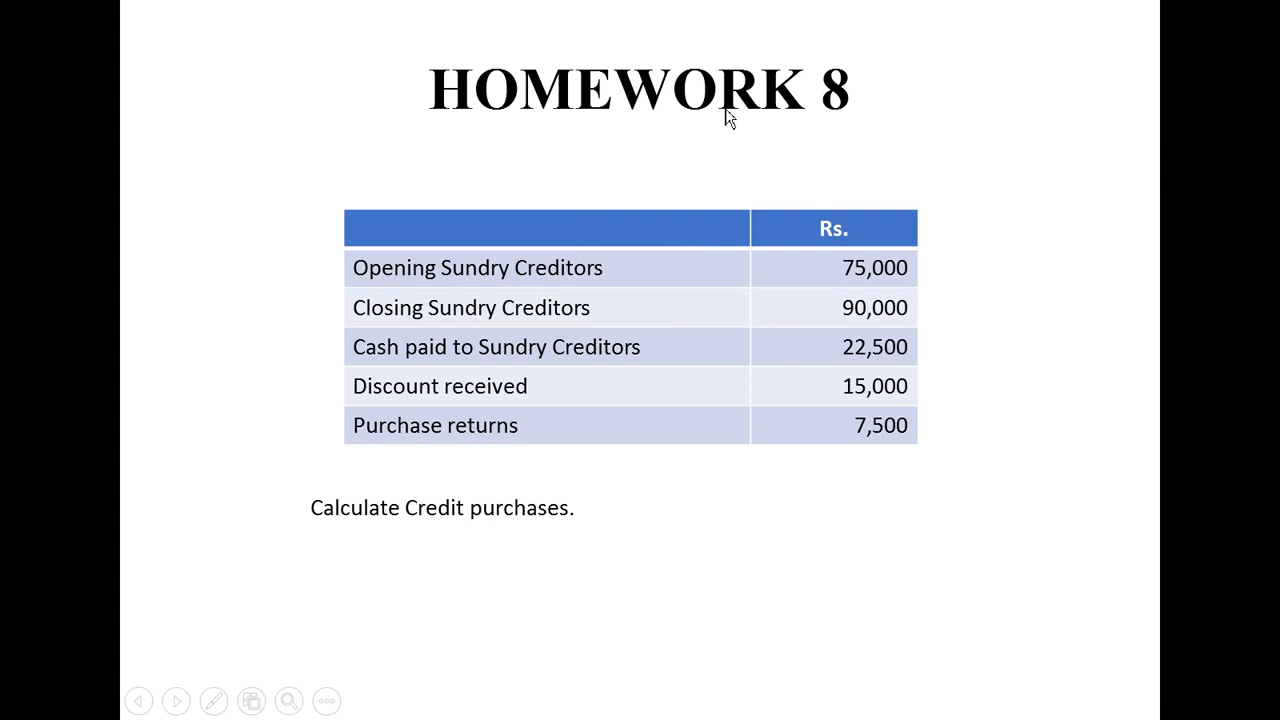 HOMEWORK 8
Rs.
Opening Sundry Creditors 75,000
Closing Sundry Creditors 90,000
Cash paid to Sundry Creditors 22,500
Discount received 15,000
Purchase returns 7,500
Calculate Credit purchases.